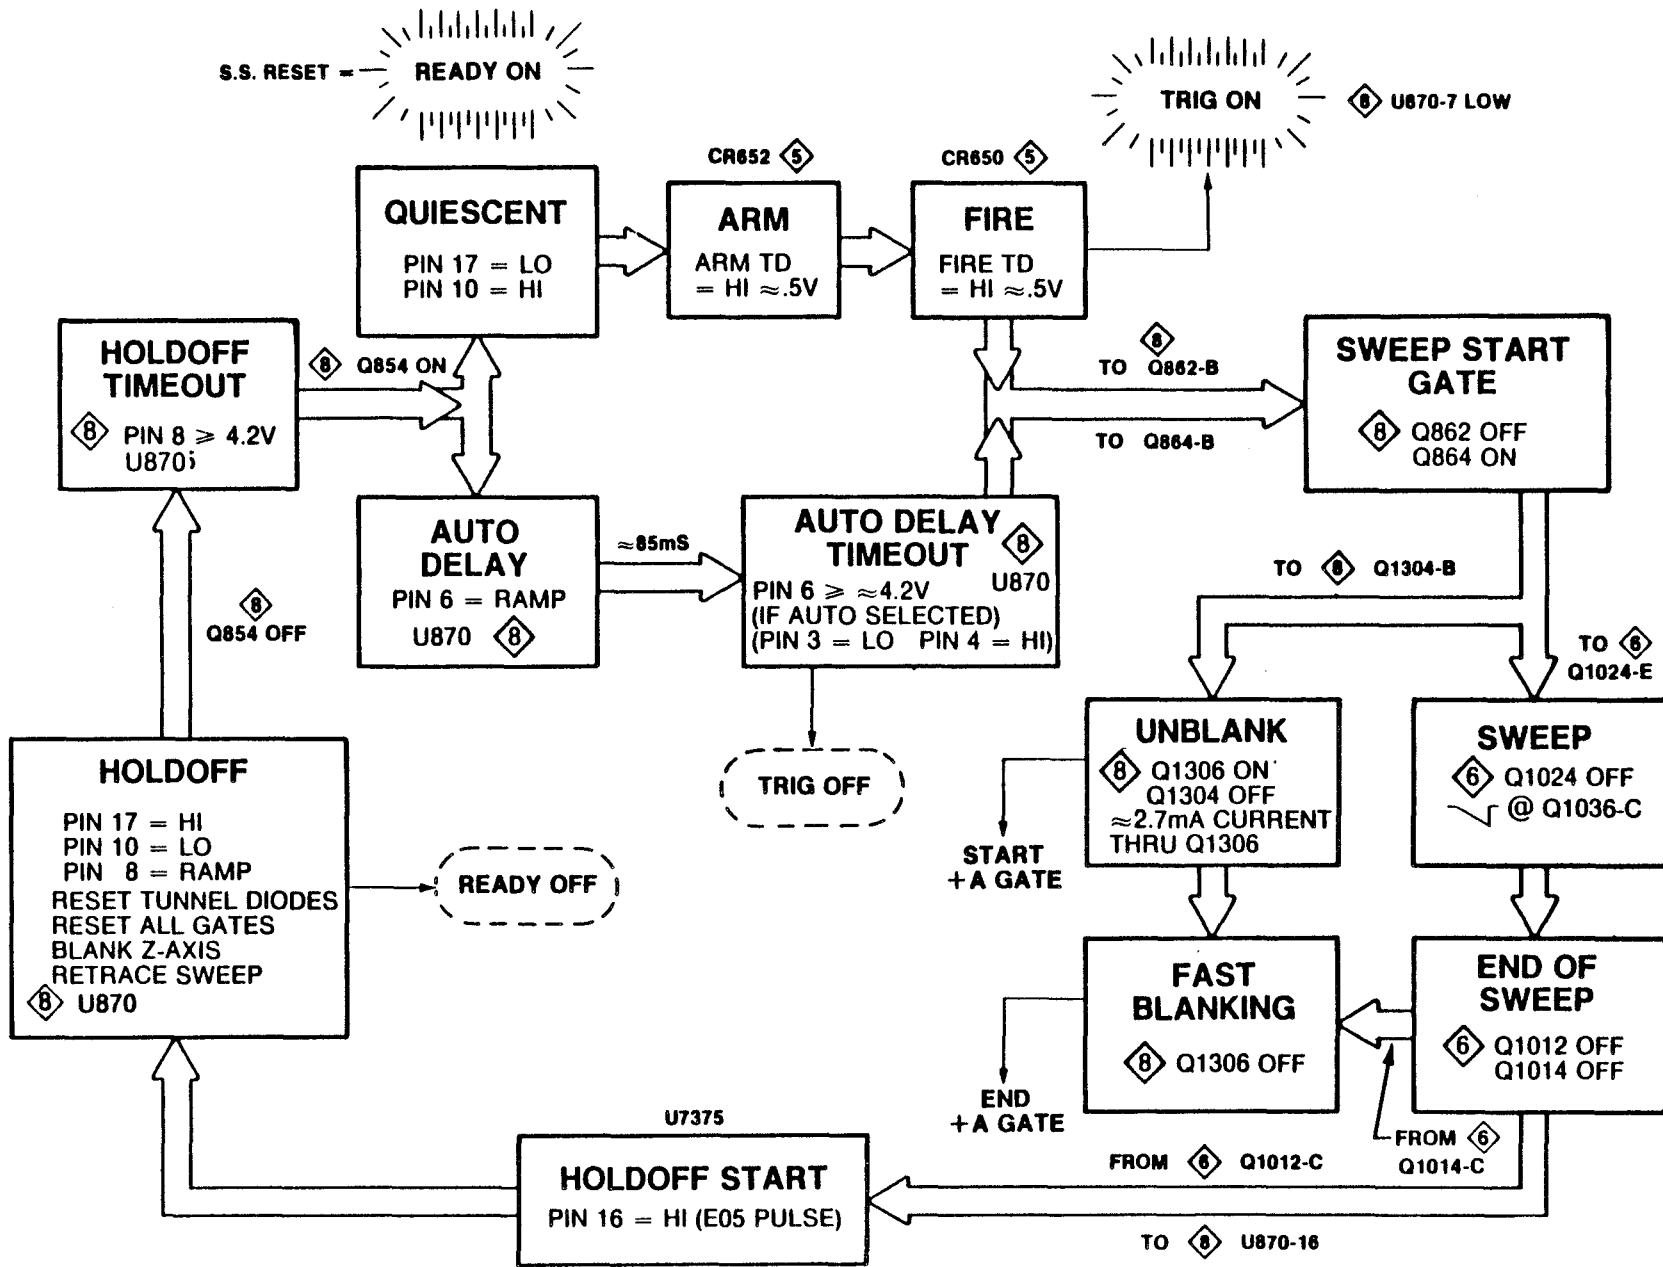 S.S. RESET =
READY ON
TRIG ON
8 U870-7 LOW
CR652 5
CR650 5
QUIESCENT
PIN 17 = LO
PIN 10 = HI
ARM
ARM TD
= HI ≈.5V
FIRE
FIRE TD
= HI ≈.5V
HOLDOFF
TIMEOUT
8 PIN 8 ⩾ 4.2V
U870
8 Q854 ON
8
TO Q862-B
TO Q864-B
SWEEP START
GATE
8 Q862 OFF
Q864 ON
AUTO
DELAY
PIN 6 = RAMP
U870 8
≈85mS
AUTO DELAY
TIMEOUT 8
U870
PIN 6 ⩾ ≈4.2V
(IF AUTO SELECTED)
(PIN 3 = LO PIN 4 = HI)
8
Q854 OFF
TO 8 Q1304-B
TO 6
Q1024-E
TRIG OFF
HOLDOFF
PIN 17 = HI
PIN 10 = LO
PIN 8 = RAMP
RESET TUNNEL DIODES
RESET ALL GATES
BLANK Z-AXIS
RETRACE SWEEP
8 U870
READY OFF
UNBLANK
8 Q1306 ON
Q1304 OFF
≈2.7mA CURRENT
THRU Q1306
START
+A GATE
SWEEP
6 Q1024 OFF
@ Q1036-C
FAST
BLANKING
8 Q1306 OFF
END
+A GATE
END OF
SWEEP
6 Q1012 OFF
Q1014 OFF
FROM 6
Q1014-C
FROM 6 Q1012-C
TO 8 U870-16
U7375
HOLDOFF START
PIN 16 = HI (E05 PULSE)